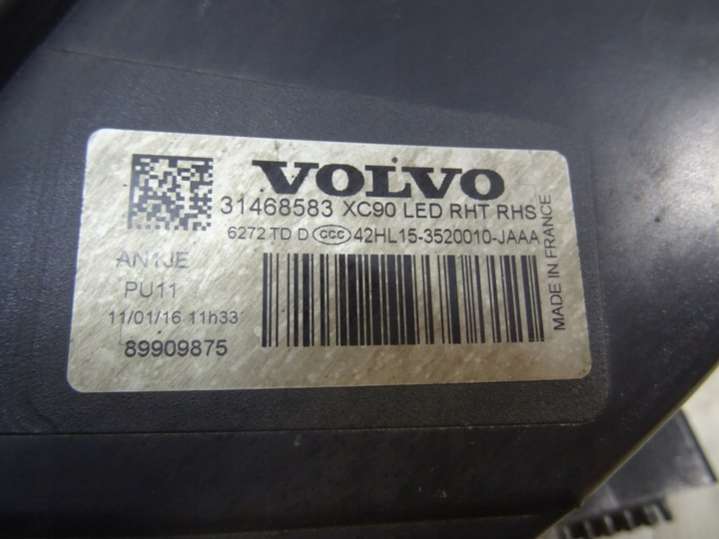 VOLVO
31468583 XC90 LED RHT RHS
6272 TD D CCC 42HL15-3520010-JAAA
AN1JE
PU11
11/01/16 11h33
89909875
MADE IN FRANCE